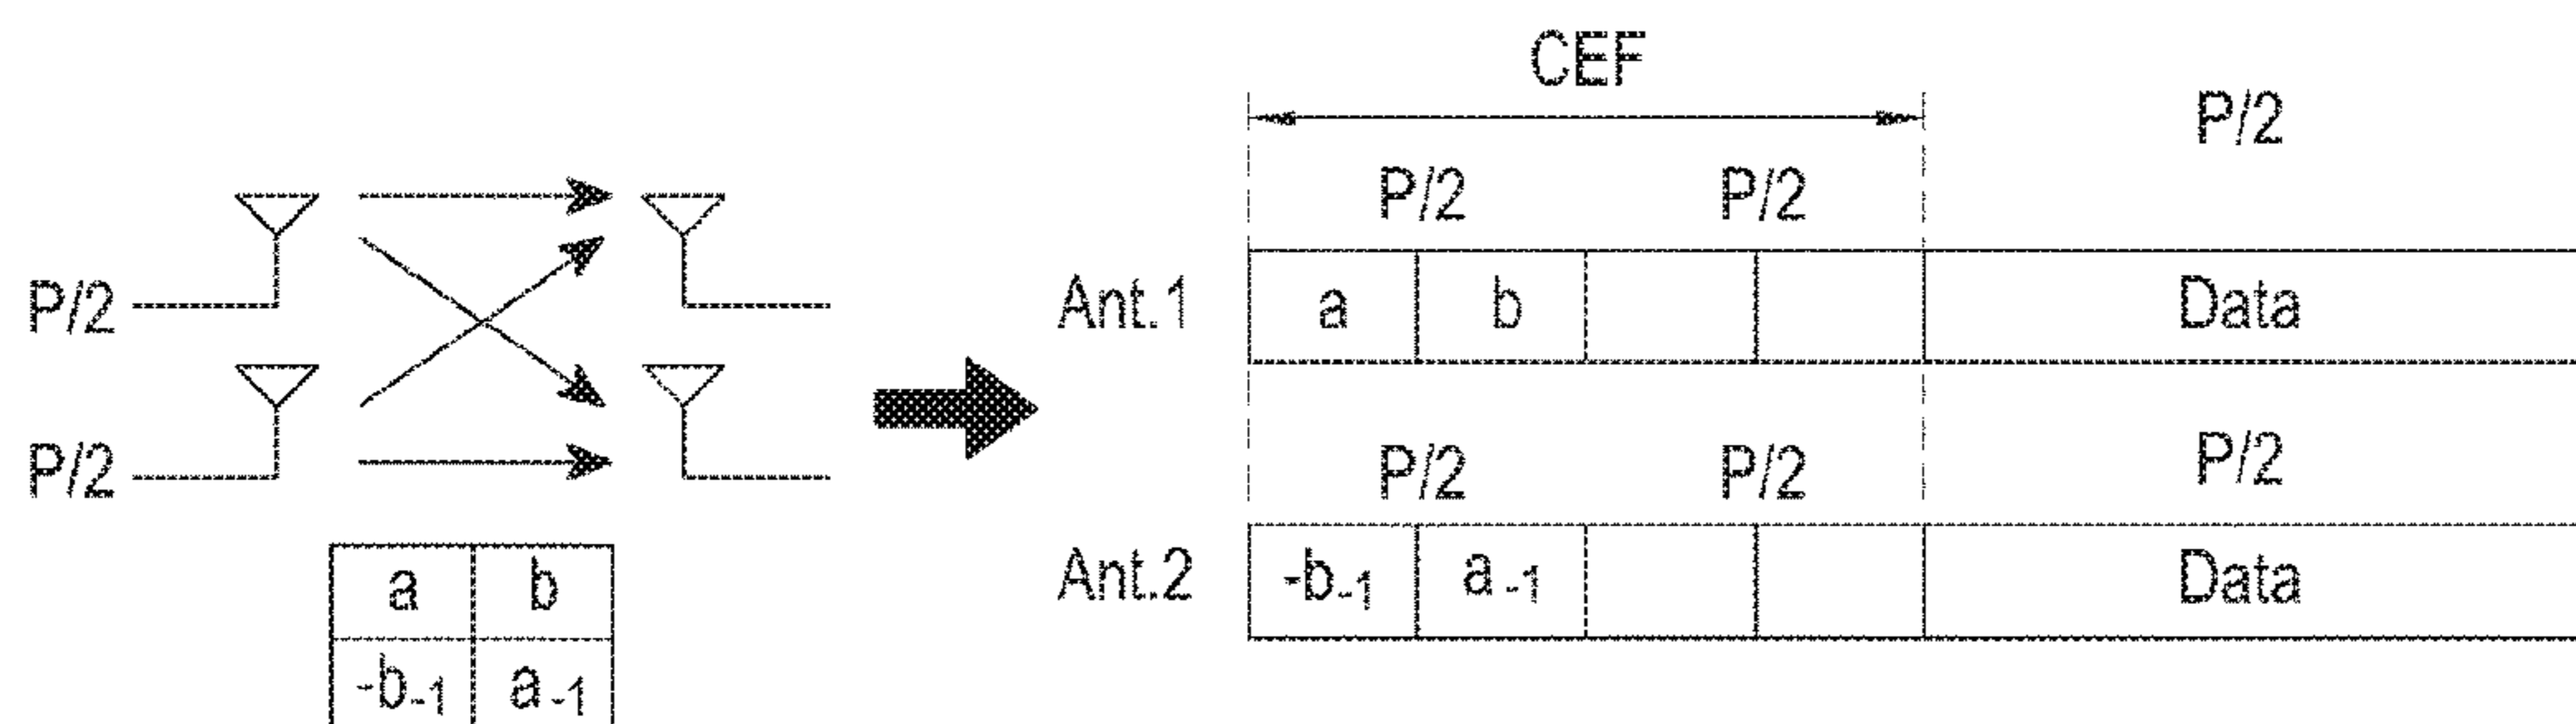 CEF
P/2
P/2 P/2
P/2
Ant.1 a b Data
P/2 P/2 P/2
P/2
Ant.2 -b-1 a-1 Data
a b
-b-1 a-1